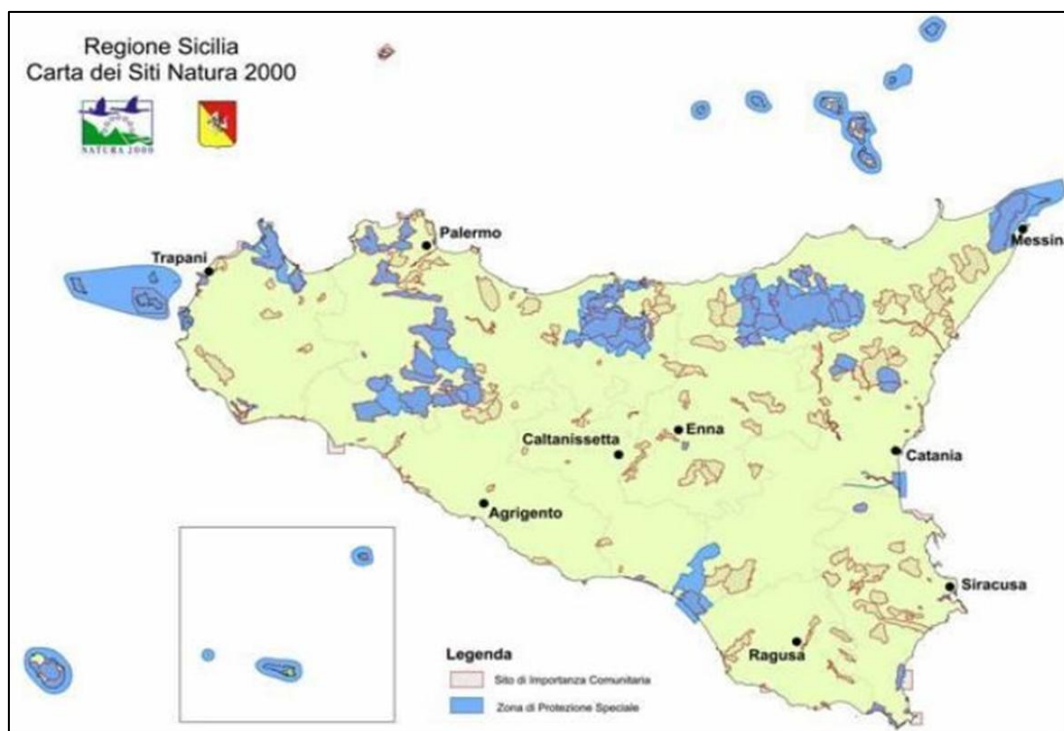 Regione Sicilia
Carta dei Siti Natura 2000
NATURA 2000
Palermo
Trapani
Messin
Enna
Caltanissetta
Catania
Agrigento
Siracusa
Ragusa
Legenda
Sito di Importanza Comunitaria
Zona di Protezione Speciale